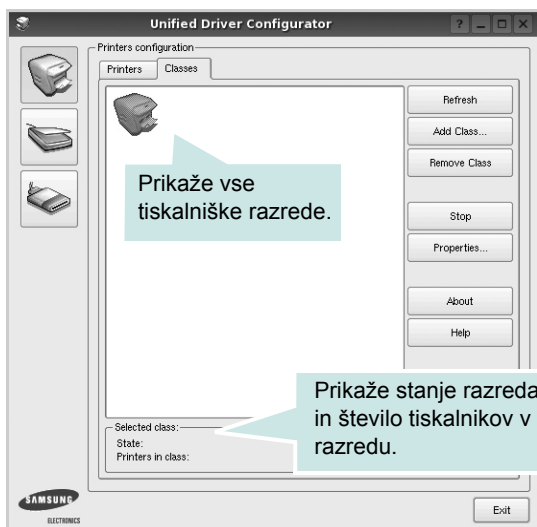 Unified Driver Configurator
Printers configuration
Printers
Classes
Refresh
Add Class...
Remove Class
Prikaže vse
tiskalniške razrede.
Stop
Properties...
About
Help
Prikaže stanje razreda
in število tiskalnikov v
razredu.
Selected class:
State:
Printers in class:
SAMSUNG
ELECTRONICS
Exit